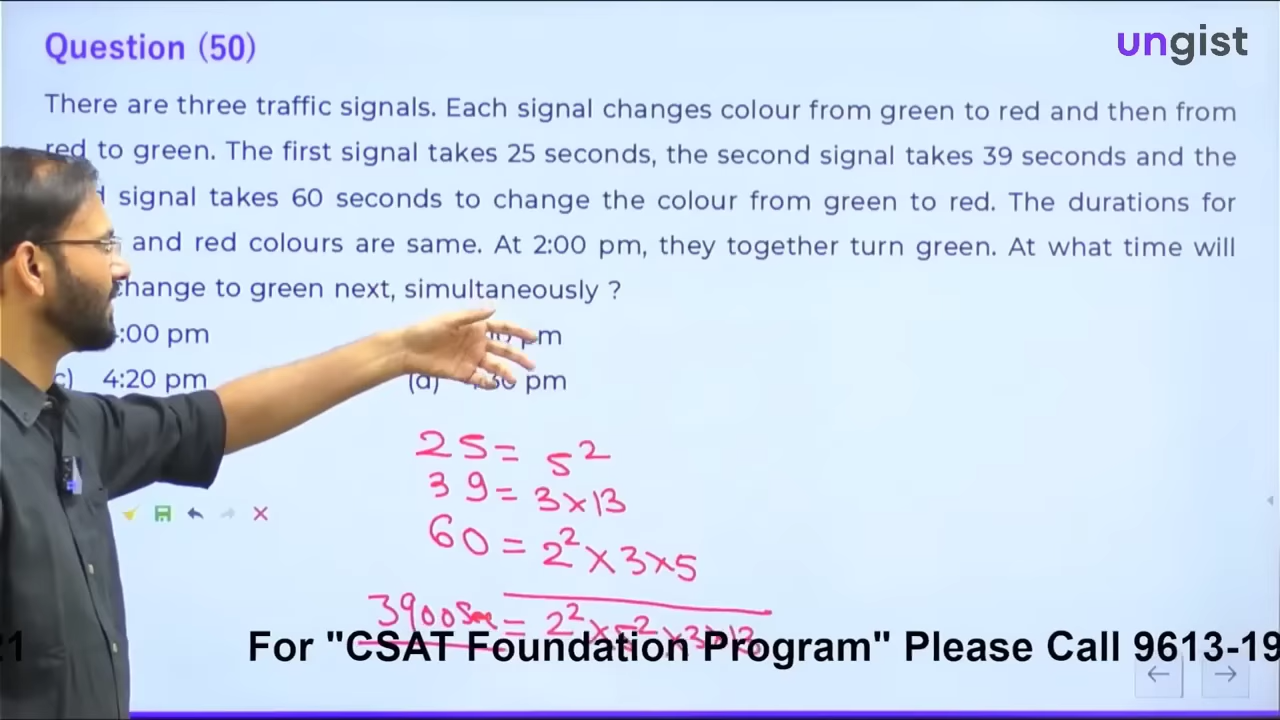 Question (50)
ungist
There are three traffic signals. Each signal changes colour from green to red and then from
red to green. The first signal takes 25 seconds, the second signal takes 39 seconds and the
signal takes 60 seconds to change the colour from green to red. The durations for
and red colours are same. At 2:00 pm, they together turn green. At what time will
change to green next, simultaneously ?
:00 pm
pm
c) 4:20 pm
(d) pm
25 = 5²
39 = 3×13
60 = 2²×3×5
3900 Sec = 2²×5²×3×13
21 For "CSAT Foundation Program" Please Call 9613-19